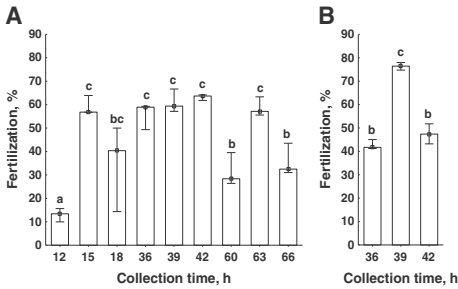 A
Fertilization, %
90
80
70
60
50
40
30
20
10
0
a
c
bc
c
c
c
b
c
b
12 15 18 36 39 42 60 63 66
Collection time, h
B
Fertilization, %
90
80
70
60
50
40
30
20
10
0
b
c
b
36 39 42
Collection time, h